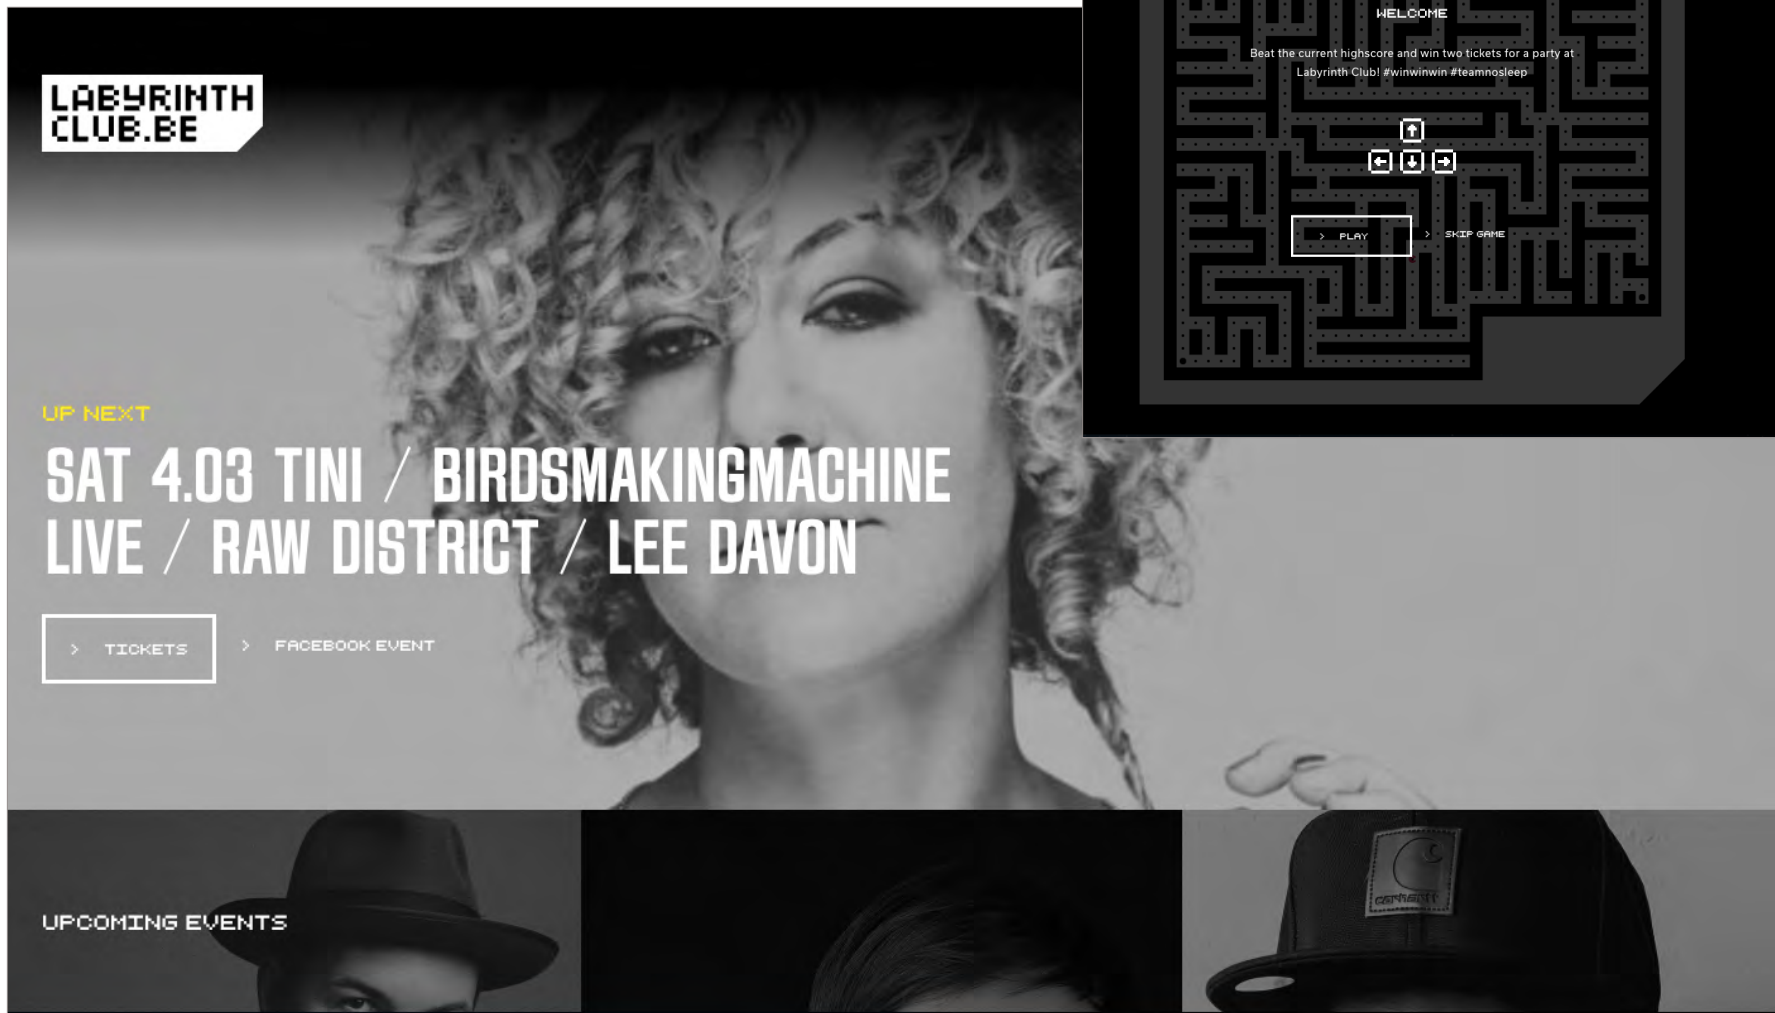 LABYRINTH
CLUB.BE
WELCOME
Beat the current highscore and win two tickets for a party at
Labyrinth Club! #winwinwin #teamnosleep
> PLAY
> SKIP GAME
UP NEXT
SAT 4.03 TINI / BIRDSMAKINGMACHINE
LIVE / RAW DISTRICT / LEE DAVON
> TICKETS
> FACEBOOK EVENT
UPCOMING EVENTS
carhartt